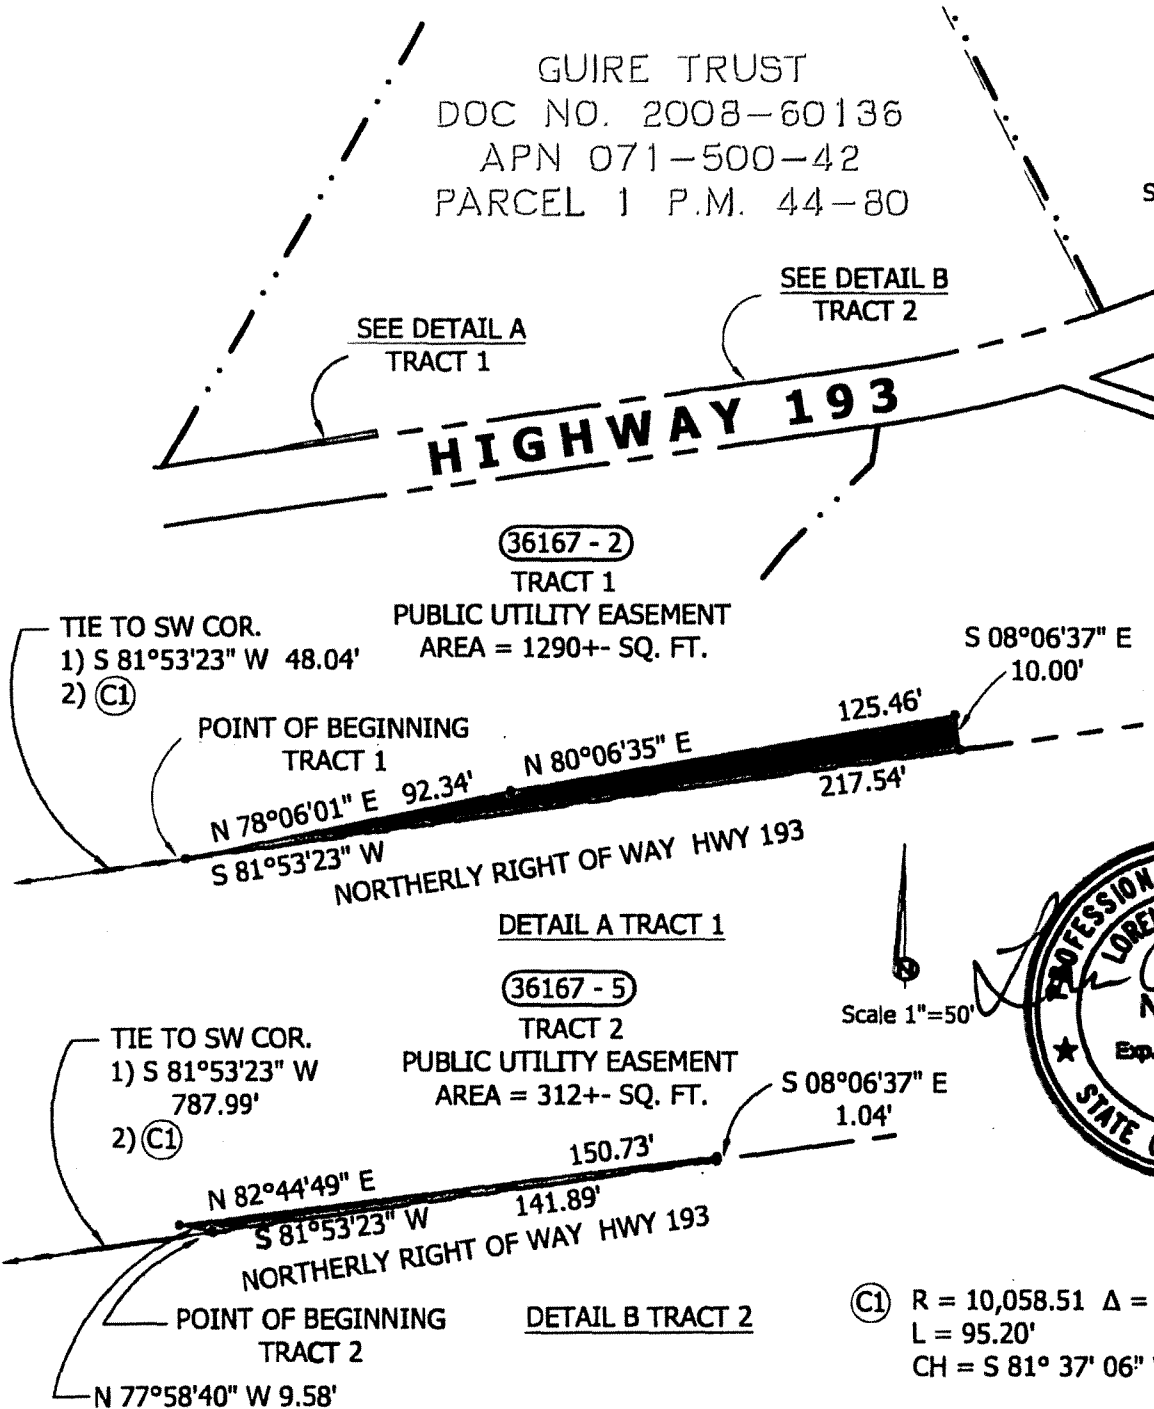 GUIRE TRUST
DOC NO. 2008-60136
APN 071-500-42
PARCEL 1 P.M. 44-80
S
SEE DETAIL B
TRACT 2
SEE DETAIL A
TRACT 1
HIGHWAY 193
36167 - 2
TRACT 1
PUBLIC UTILITY EASEMENT
AREA = 1290+- SQ. FT.
TIE TO SW COR.
1) S 81°53'23" W 48.04'
2) C1
S 08°06'37" E
10.00'
POINT OF BEGINNING
TRACT 1
125.46'
N 80°06'35" E
N 78°06'01" E 92.34'
217.54'
S 81°53'23" W
NORTHERLY RIGHT OF WAY HWY 193
DETAIL A TRACT 1
N
Scale 1"=50'
PROFESSION
LOREN
N
Exp.
STATE
36167 - 5
TRACT 2
PUBLIC UTILITY EASEMENT
AREA = 312+- SQ. FT.
TIE TO SW COR.
1) S 81°53'23" W
787.99'
2) C1
S 08°06'37" E
1.04'
150.73'
N 82°44'49" E
141.89'
S 81°53'23" W
NORTHERLY RIGHT OF WAY HWY 193
POINT OF BEGINNING
TRACT 2
DETAIL B TRACT 2
N 77°58'40" W 9.58'
C1 R = 10,058.51 Δ =
L = 95.20'
CH = S 81° 37' 06"